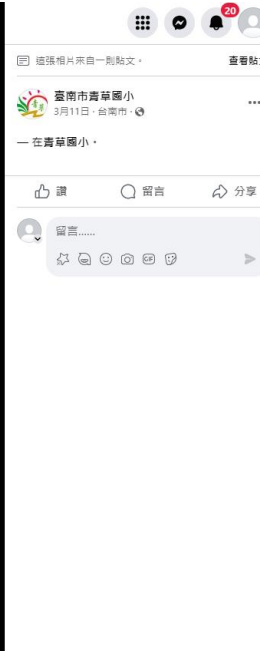 20
這張相片來自一則貼文。
查看貼文
臺南市青草國小
3月11日 · 台南市 ·
— 在青草國小。
讚
留言
分享
留言……
GIF